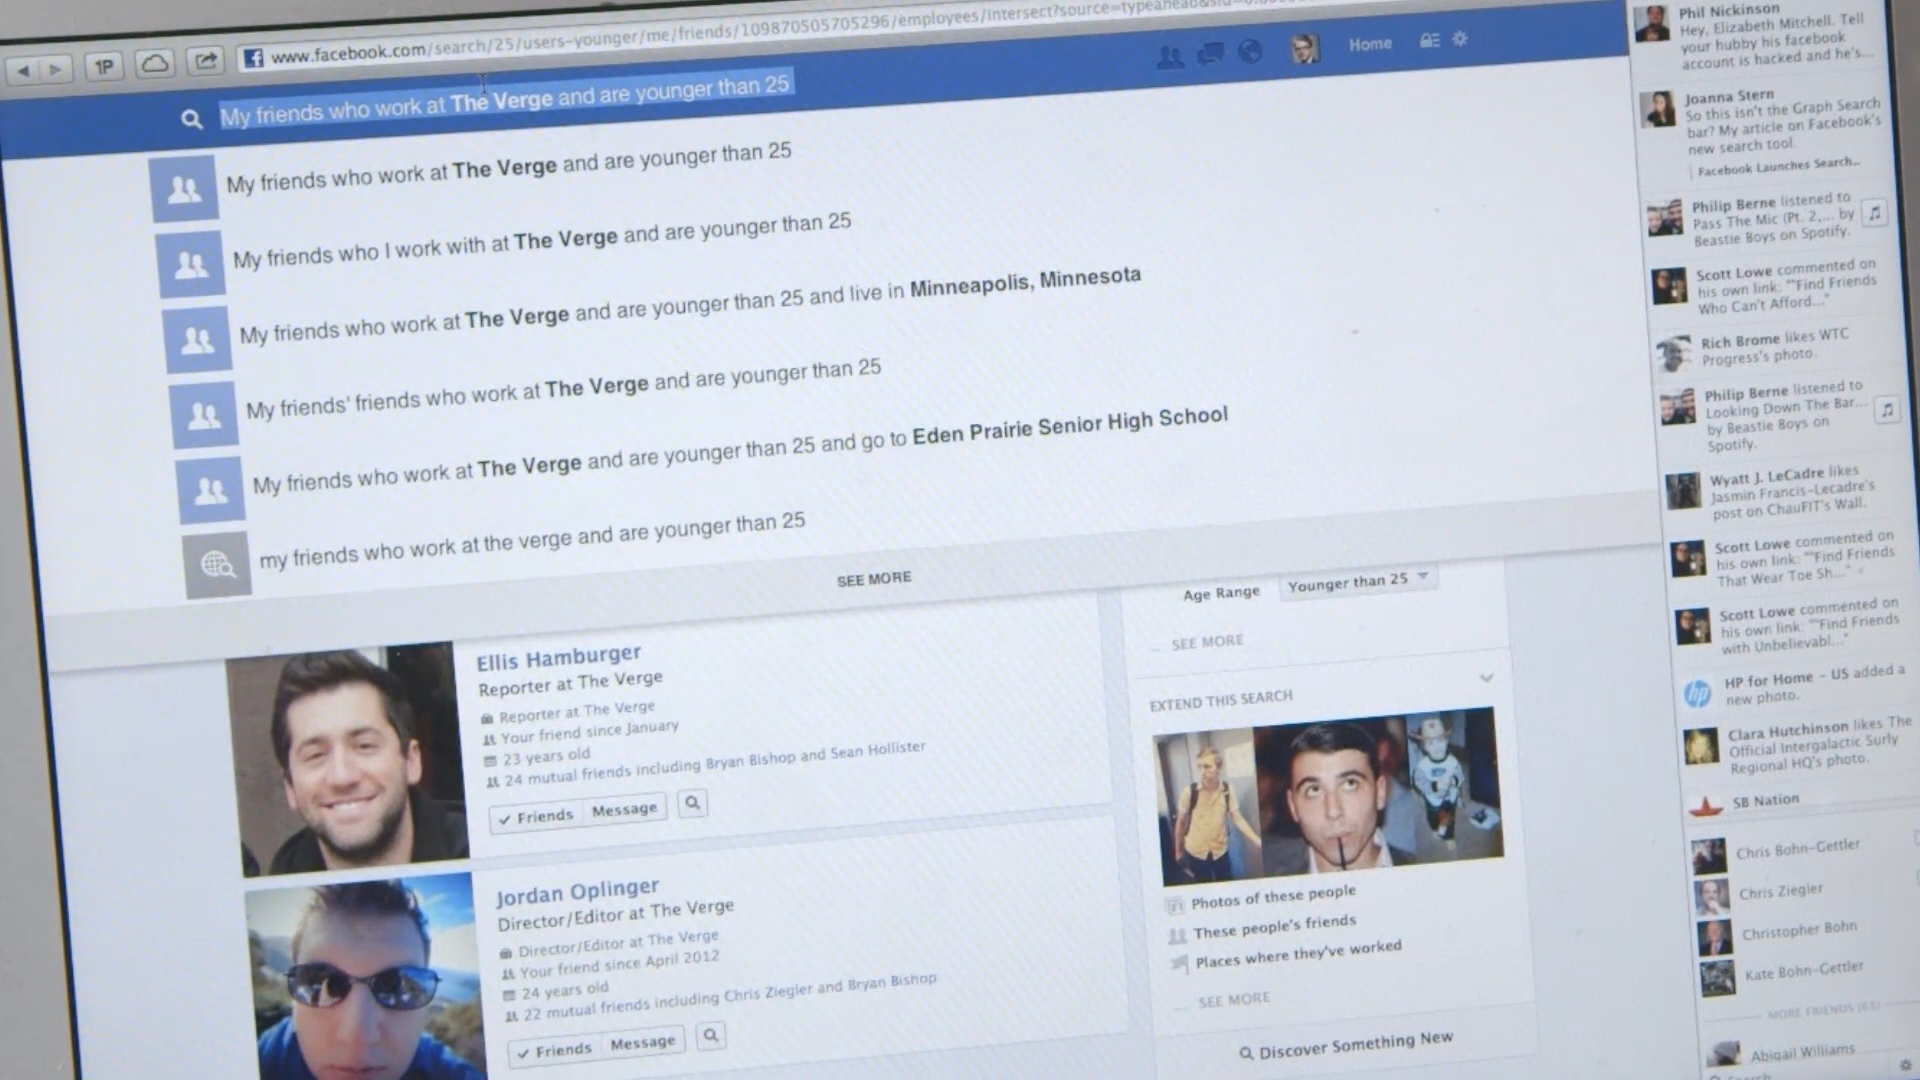 1P
www.facebook.com/search/25/users-younger/me/friends/109870505705296/employees/intersect?source=typeahead&sid=
My friends who work at The Verge and are younger than 25
Home
My friends who work at The Verge and are younger than 25
My friends who I work with at The Verge and are younger than 25
My friends who work at The Verge and are younger than 25 and live in Minneapolis, Minnesota
My friends' friends who work at The Verge and are younger than 25
My friends who work at The Verge and are younger than 25 and go to Eden Prairie Senior High School
my friends who work at the verge and are younger than 25
SEE MORE
Ellis Hamburger
Reporter at The Verge
Reporter at The Verge
Your friend since January
23 years old
24 mutual friends including Bryan Bishop and Sean Hollister
Friends Message
Jordan Oplinger
Director/Editor at The Verge
Director/Editor at The Verge
Your friend since April 2012
24 years old
22 mutual friends including Chris Ziegler and Bryan Bishop
Friends Message
Age Range Younger than 25
SEE MORE
EXTEND THIS SEARCH
Photos of these people
These people's friends
Places where they've worked
SEE MORE
Discover Something New
Phil Nickinson
Hey, Elizabeth Mitchell. Tell
your hubby his facebook
account is hacked and he's...
Joanna Stern
So this isn't the Graph Search
bar? My article on Facebook's
new search tool.
Facebook Launches Search...
Philip Berne listened to
Pass The Mic (Pt. 2,... by
Beastie Boys on Spotify.
Scott Lowe commented on
his own link: ""Find Friends
Who Can't Afford..."
Rich Brome likes WTC
Progress's photo.
Philip Berne listened to
Looking Down The Bar...
by Beastie Boys on
Spotify.
Wyatt J. LeCadre likes
Jasmin Francis-Lecadre's
post on ChauFIT's Wall.
Scott Lowe commented on
his own link: ""Find Friends
That Wear Toe Sh..."
Scott Lowe commented on
his own link: ""Find Friends
with Unbelievabl..."
hp
HP for Home - US added a
new photo.
Clara Hutchinson likes The
Official Intergalactic Surly
Regional HQ's photo.
SB Nation
Chris Bohn-Gettler
Chris Ziegler
Christopher Bohn
Kate Bohn-Gettler
MORE FRIENDS (65)
Abigail Williams
Search